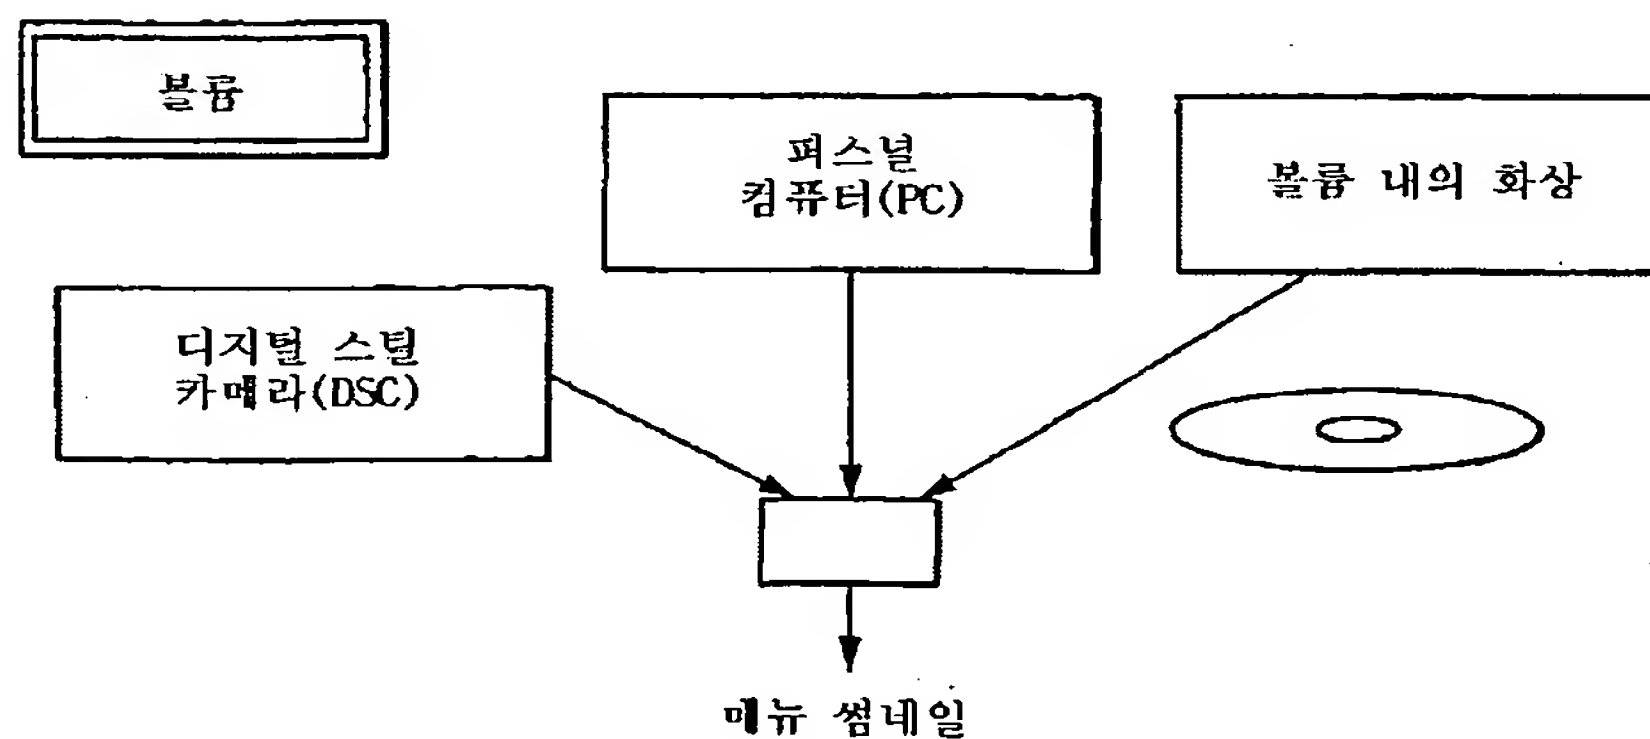 볼륨
퍼스널
컴퓨터(PC)
볼륨 내의 화상
디지털 스틸
카메라(DSC)
메뉴 썸네일